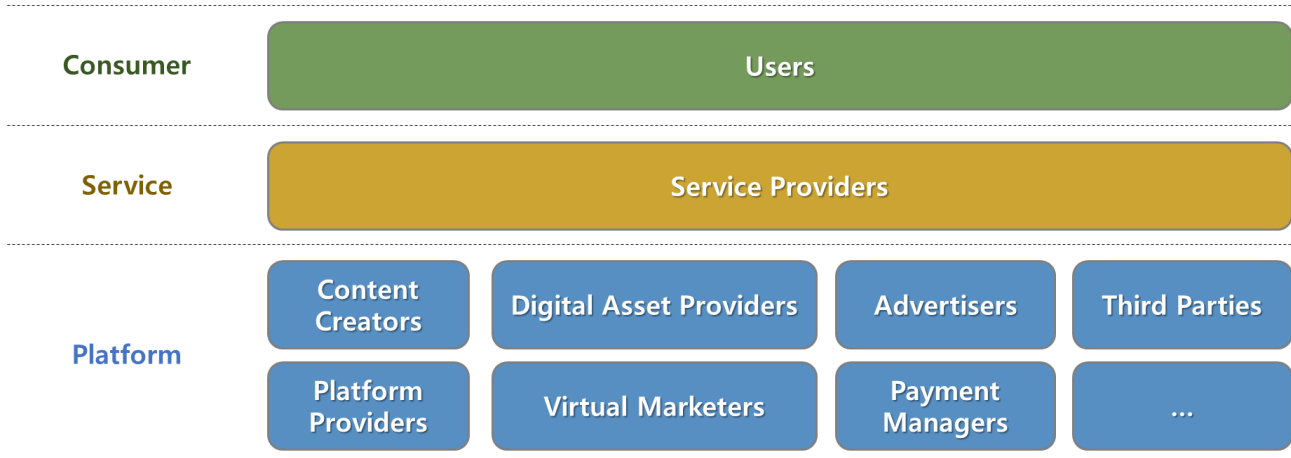 Consumer
Users
Service
Service Providers
Platform
Content
Creators
Digital Asset Providers
Advertisers
Third Parties
Platform
Providers
Virtual Marketers
Payment
Managers
...